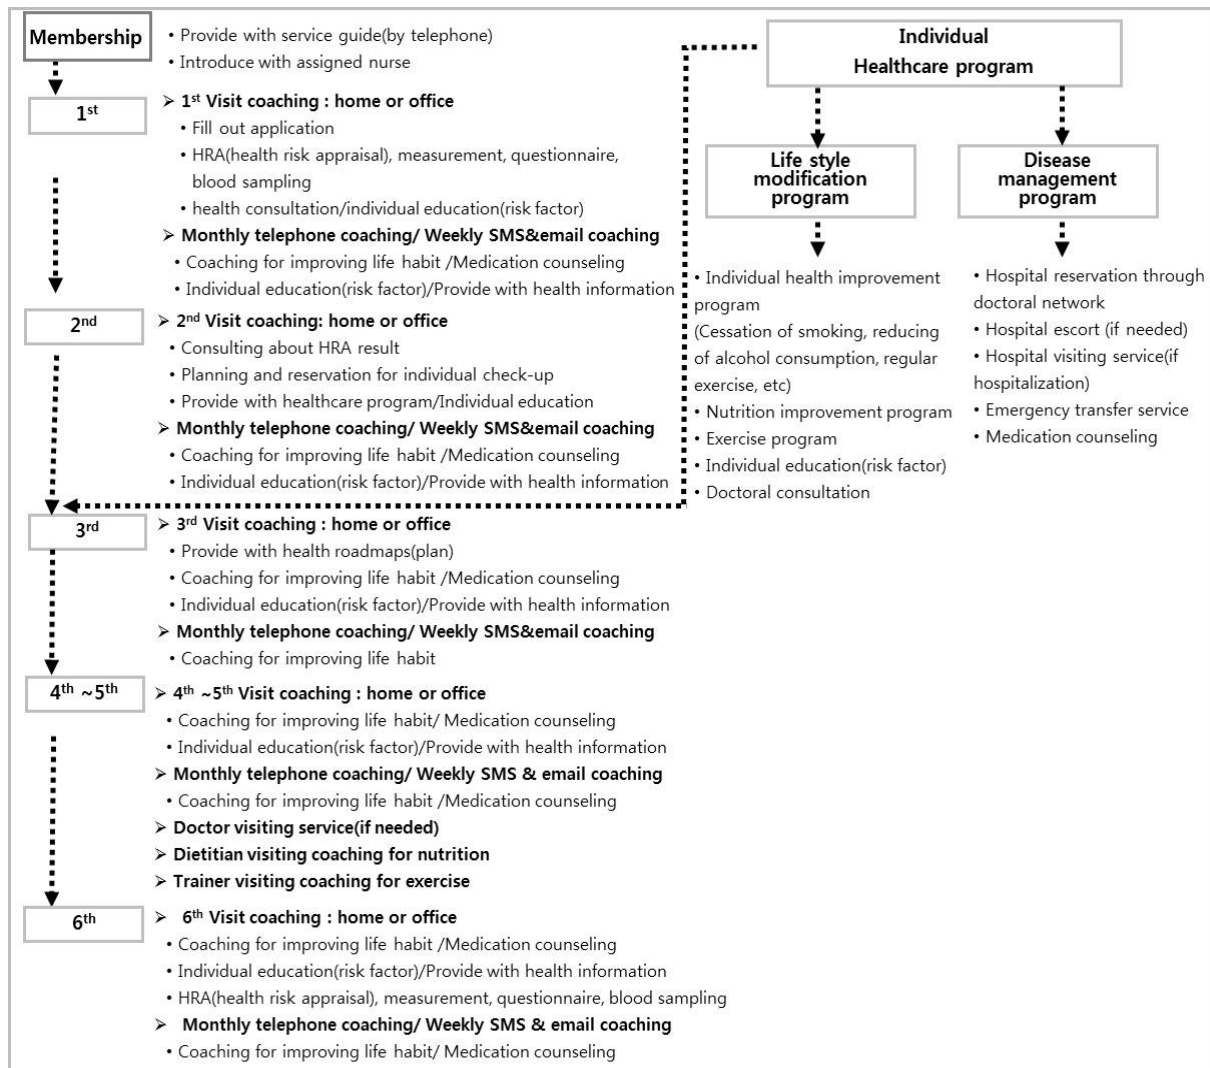 Membership
• Provide with service guide(by telephone)
• Introduce with assigned nurse
1st
➢ 1st Visit coaching : home or office
• Fill out application
• HRA(health risk appraisal), measurement, questionnaire,
blood sampling
• health consultation/individual education(risk factor)
➢ Monthly telephone coaching/ Weekly SMS&email coaching
• Coaching for improving life habit /Medication counseling
• Individual education(risk factor)/Provide with health information
2nd
➢ 2nd Visit coaching: home or office
• Consulting about HRA result
• Planning and reservation for individual check-up
• Provide with healthcare program/Individual education
➢ Monthly telephone coaching/ Weekly SMS&email coaching
• Coaching for improving life habit /Medication counseling
• Individual education(risk factor)/Provide with health information
3rd
➢ 3rd Visit coaching : home or office
• Provide with health roadmaps(plan)
• Coaching for improving life habit /Medication counseling
• Individual education(risk factor)/Provide with health information
➢ Monthly telephone coaching/ Weekly SMS&email coaching
• Coaching for improving life habit
4th ~5th
➢ 4th ~5th Visit coaching : home or office
• Coaching for improving life habit/ Medication counseling
• Individual education(risk factor)/Provide with health information
➢ Monthly telephone coaching/ Weekly SMS & email coaching
• Coaching for improving life habit /Medication counseling
➢ Doctor visiting service(if needed)
➢ Dietitian visiting coaching for nutrition
➢ Trainer visiting coaching for exercise
6th
➢ 6th Visit coaching : home or office
• Coaching for improving life habit /Medication counseling
• Individual education(risk factor)/Provide with health information
• HRA(health risk appraisal), measurement, questionnaire, blood sampling
➢ Monthly telephone coaching/ Weekly SMS & email coaching
• Coaching for improving life habit/ Medication counseling
Individual
Healthcare program
Life style
modification
program
• Individual health improvement
program
(Cessation of smoking, reducing
of alcohol consumption, regular
exercise, etc)
• Nutrition improvement program
• Exercise program
• Individual education(risk factor)
• Doctoral consultation
Disease
management
program
• Hospital reservation through
doctoral network
• Hospital escort (if needed)
• Hospital visiting service(if
hospitalization)
• Emergency transfer service
• Medication counseling